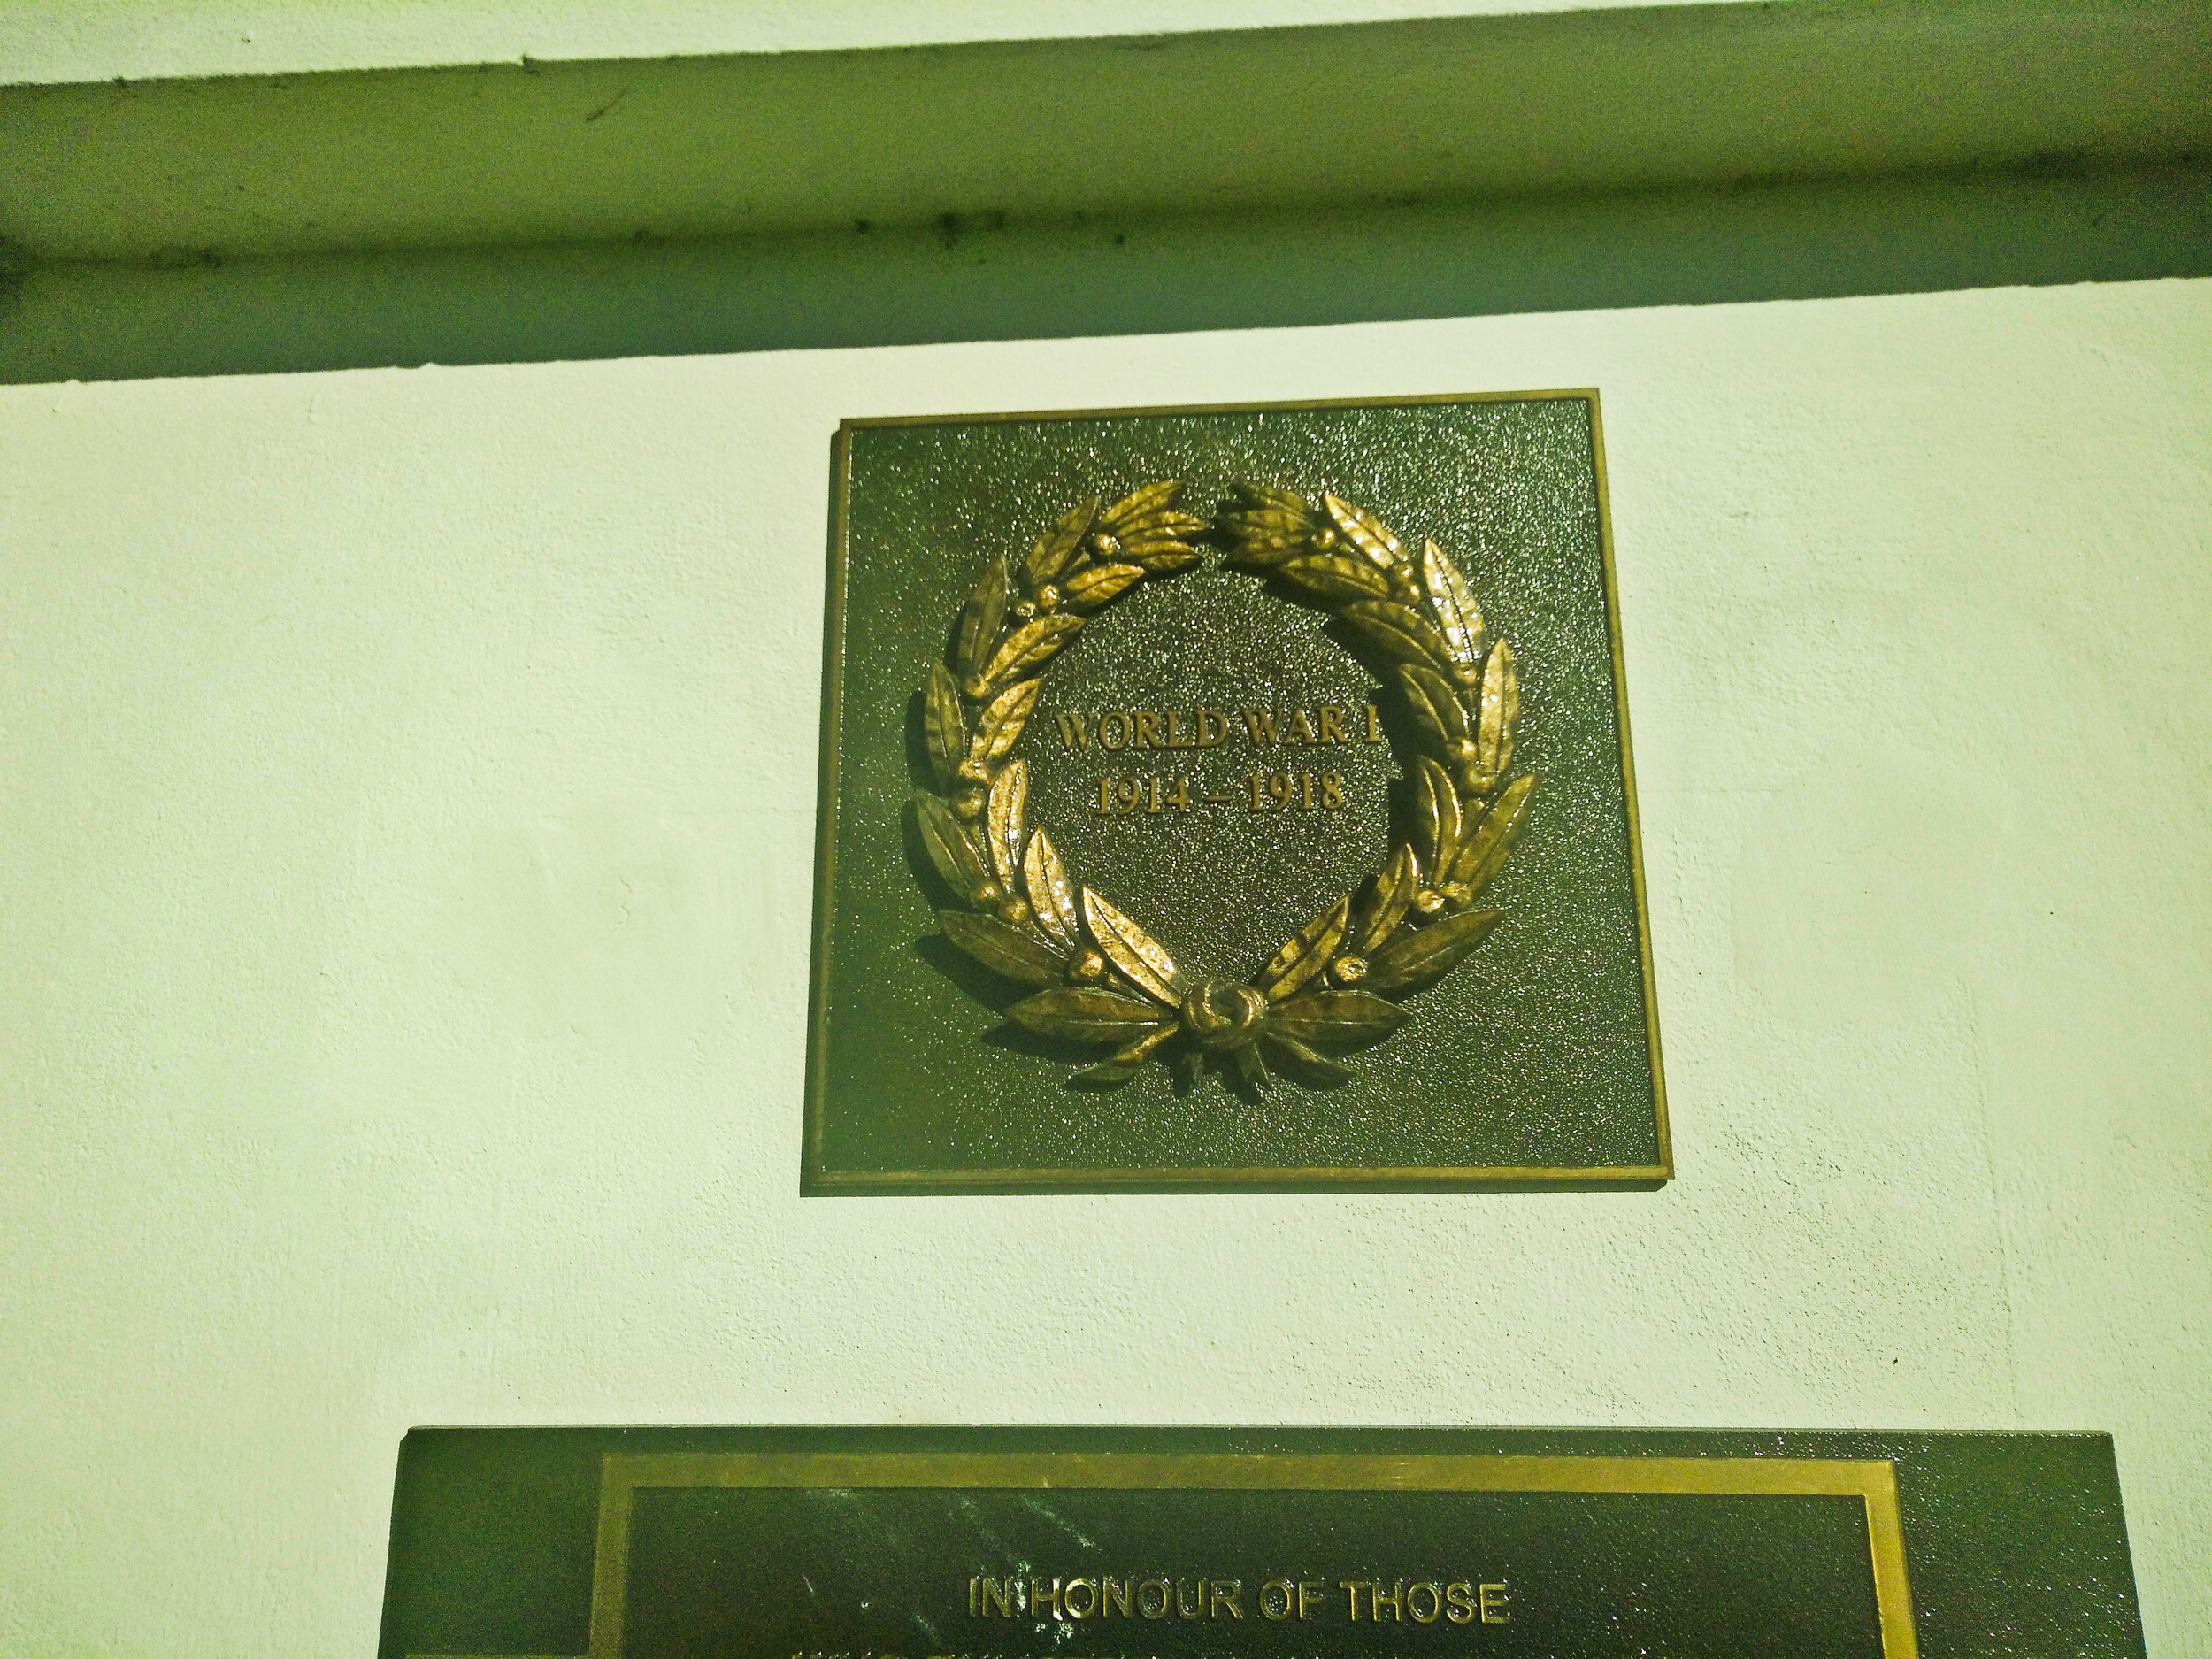 WORLD WAR I
1914 – 1918
IN HONOUR OF THOSE